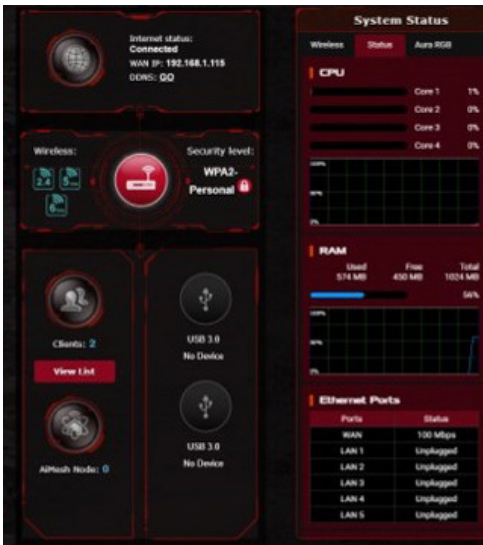 Internet status:
Connected
WAN IP: 192.168.1.115
DDNS: GO
Wireless:
2.4
5
6
Security level:
WPA2-
Personal
Clients: 2
View List
AiMesh Node: 0
USB 3.0
No Device
USB 3.0
No Device
System Status
Wireless Status Aura RGB
CPU
Core 1 1%
Core 2 0%
Core 3 0%
Core 4 0%
100%
0%
RAM
Used Free Total
574 MB 450 MB 1024 MB
56%
100%
0%
Ethernet Ports
Ports Status
WAN 100 Mbps
LAN 1 Unplugged
LAN 2 Unplugged
LAN 3 Unplugged
LAN 4 Unplugged
LAN 5 Unplugged